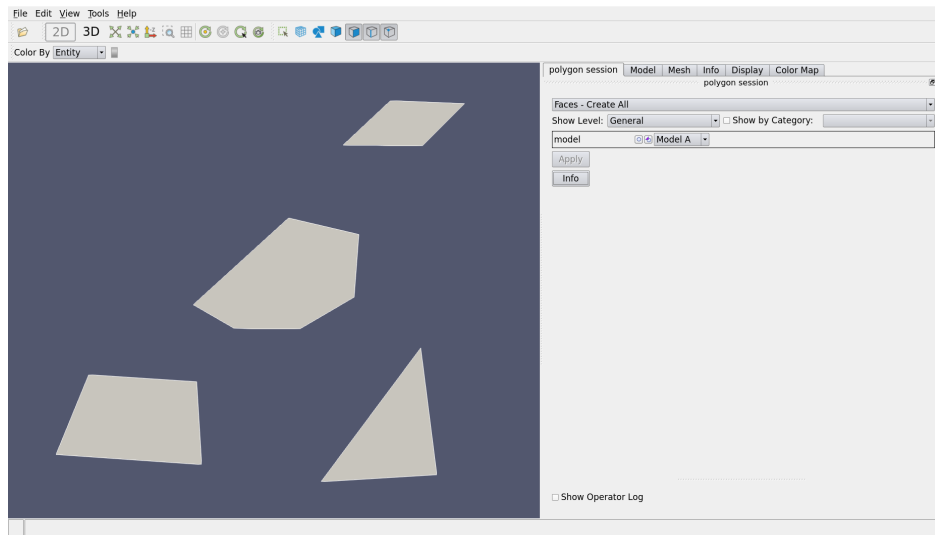 File Edit View Tools Help
2D 3D
Color By Entity
polygon session Model Mesh Info Display Color Map
polygon session
Faces - Create All
Show Level: General Show by Category:
model Model A
Apply
Info
Show Operator Log